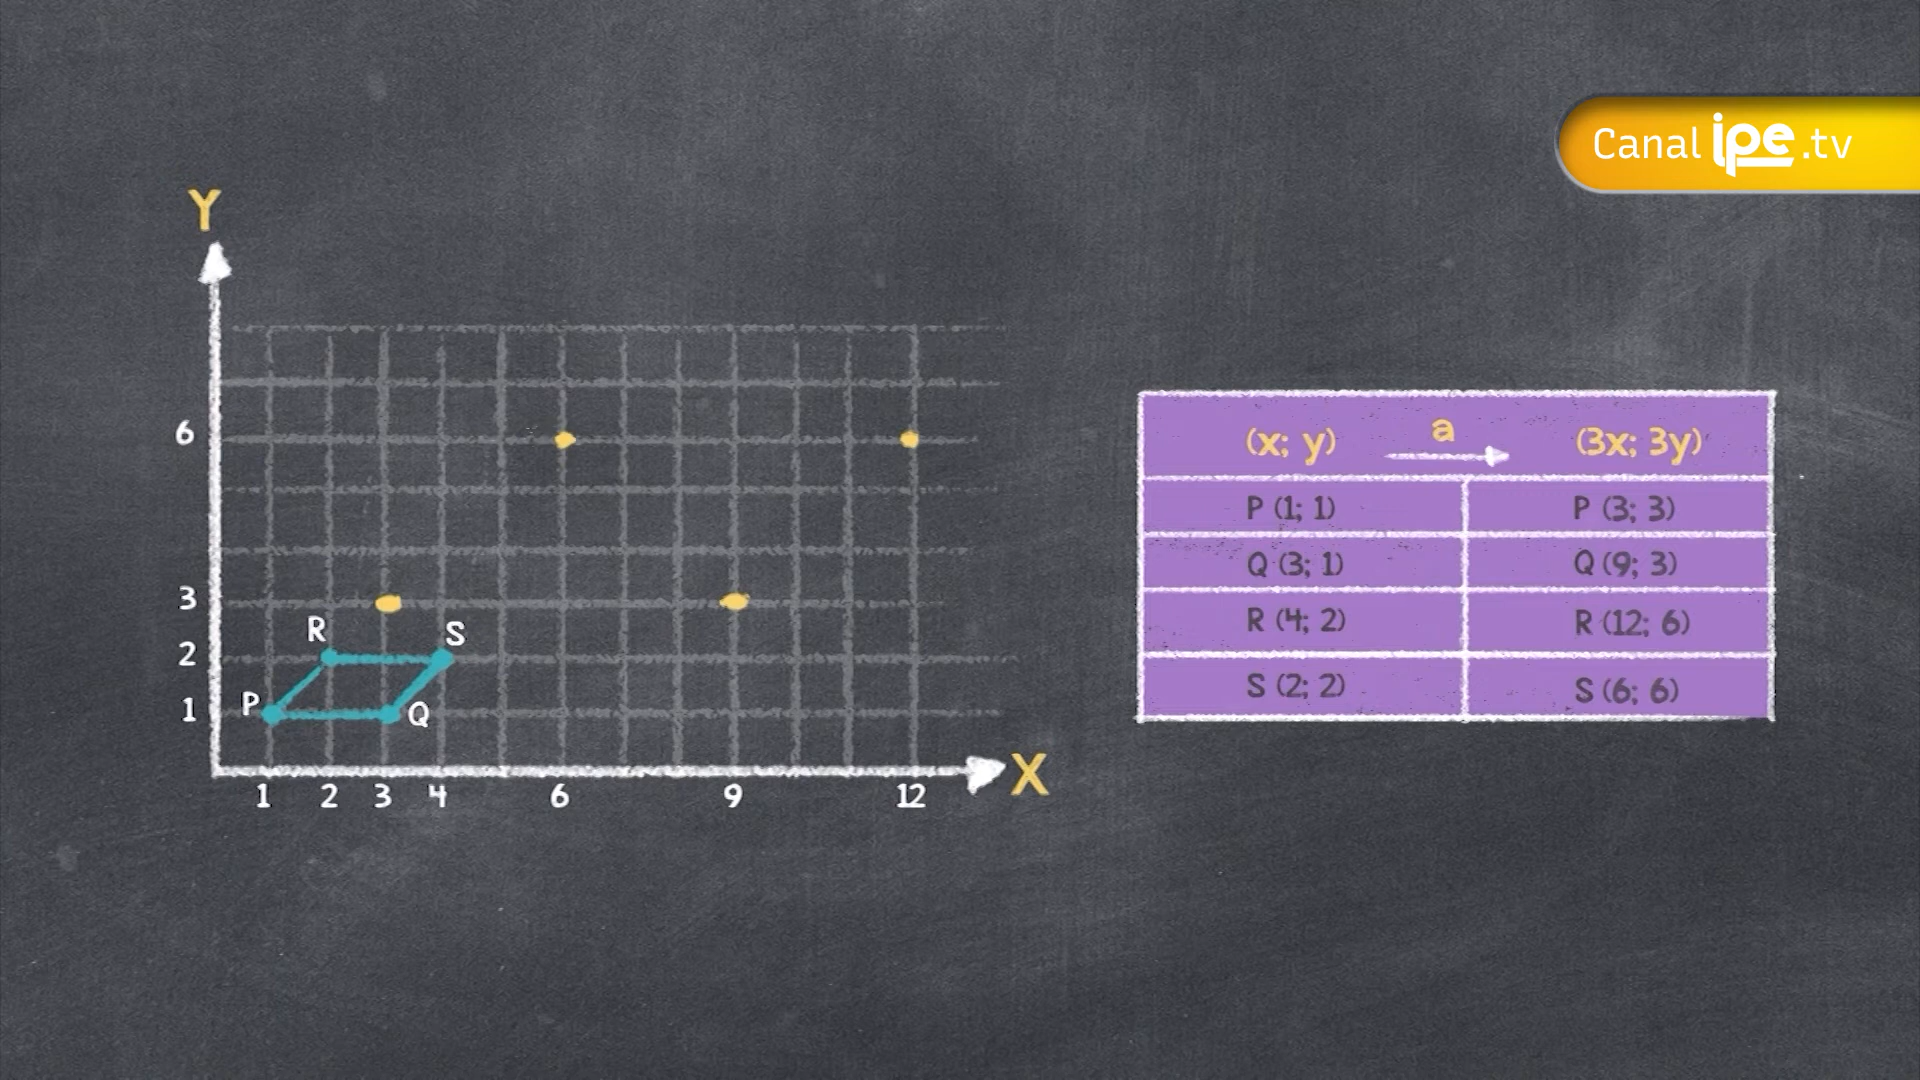 Canal ipe.tv
Y
6
3
2
1
R
S
P
Q
1 2 3 4 6 9 12
X
(x; y) a (3x; 3y)
P (1; 1) P (3; 3)
Q (3; 1) Q (9; 3)
R (4; 2) R (12; 6)
S (2; 2) S (6; 6)